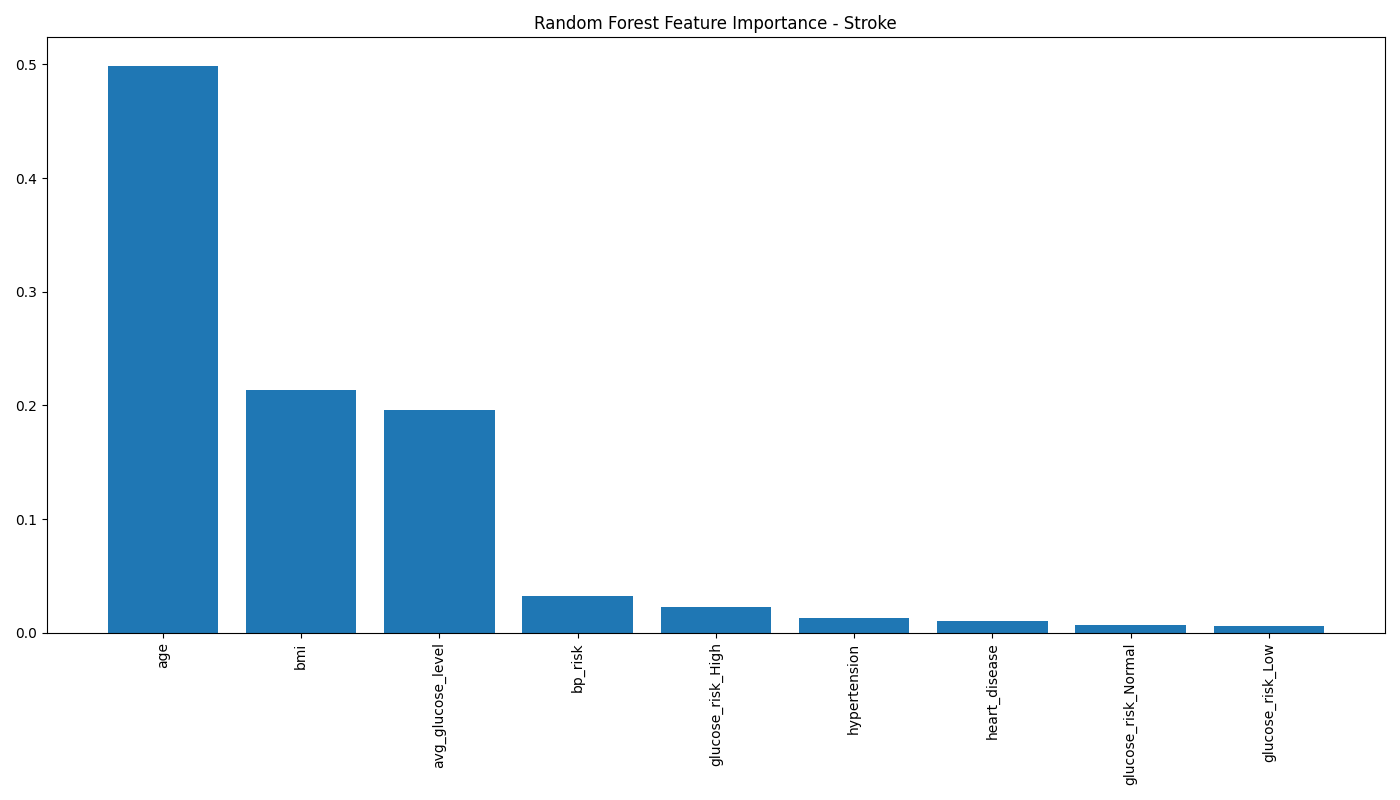 Random Forest Feature Importance - Stroke
0.5
0.4
0.3
0.2
0.1
0.0
age
bmi
avg_glucose_level
bp_risk
glucose_risk_High
hypertension
heart_disease
glucose_risk_Normal
glucose_risk_Low